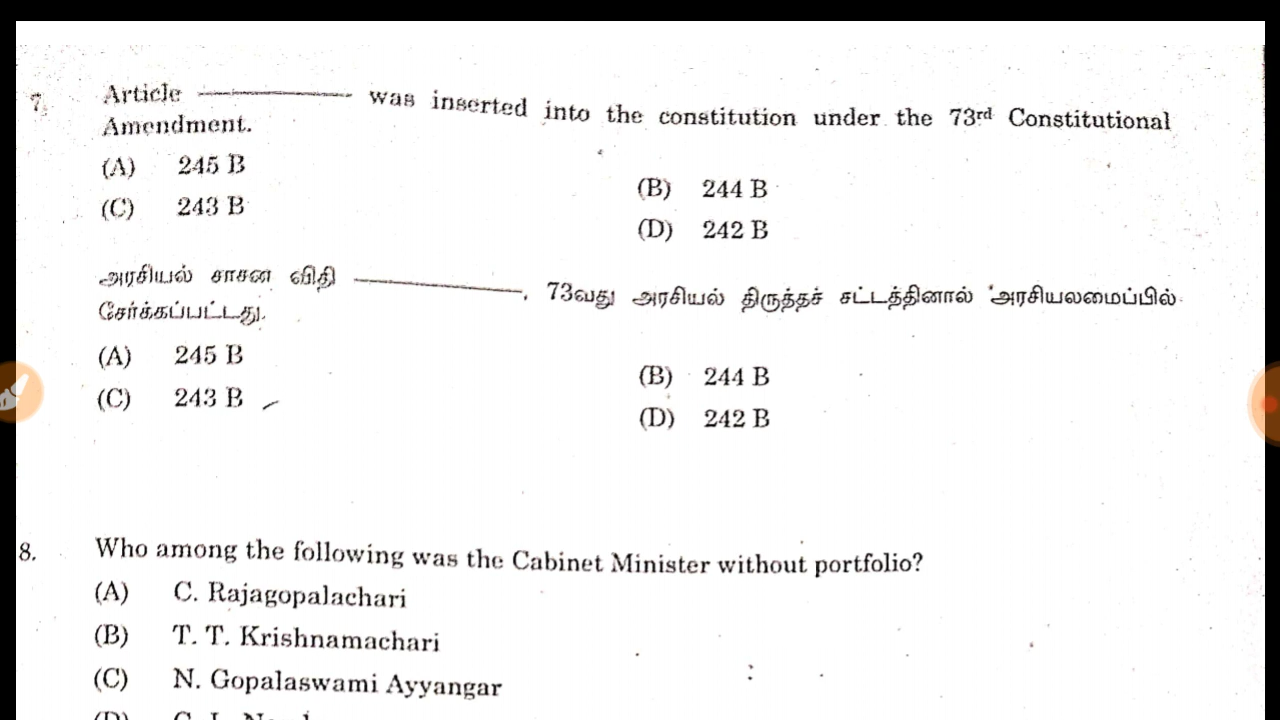 7. Article ———— was inserted into the constitution under the 73rd Constitutional
Amendment.
(A) 245 B
(B) 244 B
(C) 243 B
(D) 242 B
அரசியல் சாசன விதி ————, 73வது அரசியல் திருத்தச் சட்டத்தினால் அரசியலமைப்பில்
சேர்க்கப்பட்டது.
(A) 245 B
(B) 244 B
(C) 243 B
(D) 242 B
8. Who among the following was the Cabinet Minister without portfolio?
(A) C. Rajagopalachari
(B) T. T. Krishnamachari
(C) N. Gopalaswami Ayyangar